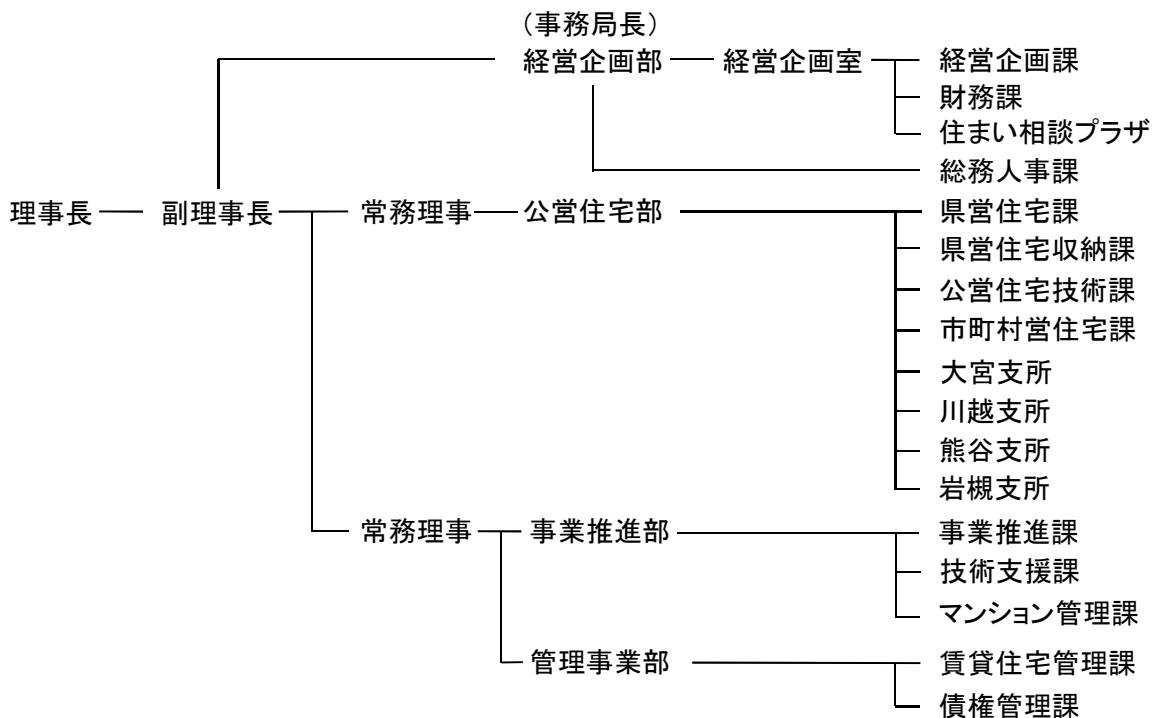 （事務局長）
経営企画部 経営企画室 経営企画課
財務課
住まい相談プラザ
総務人事課
理事長 副理事長 常務理事 公営住宅部 県営住宅課
県営住宅収納課
公営住宅技術課
市町村営住宅課
大宮支所
川越支所
熊谷支所
岩槻支所
常務理事 事業推進部 事業推進課
技術支援課
マンション管理課
管理事業部 賃貸住宅管理課
債権管理課